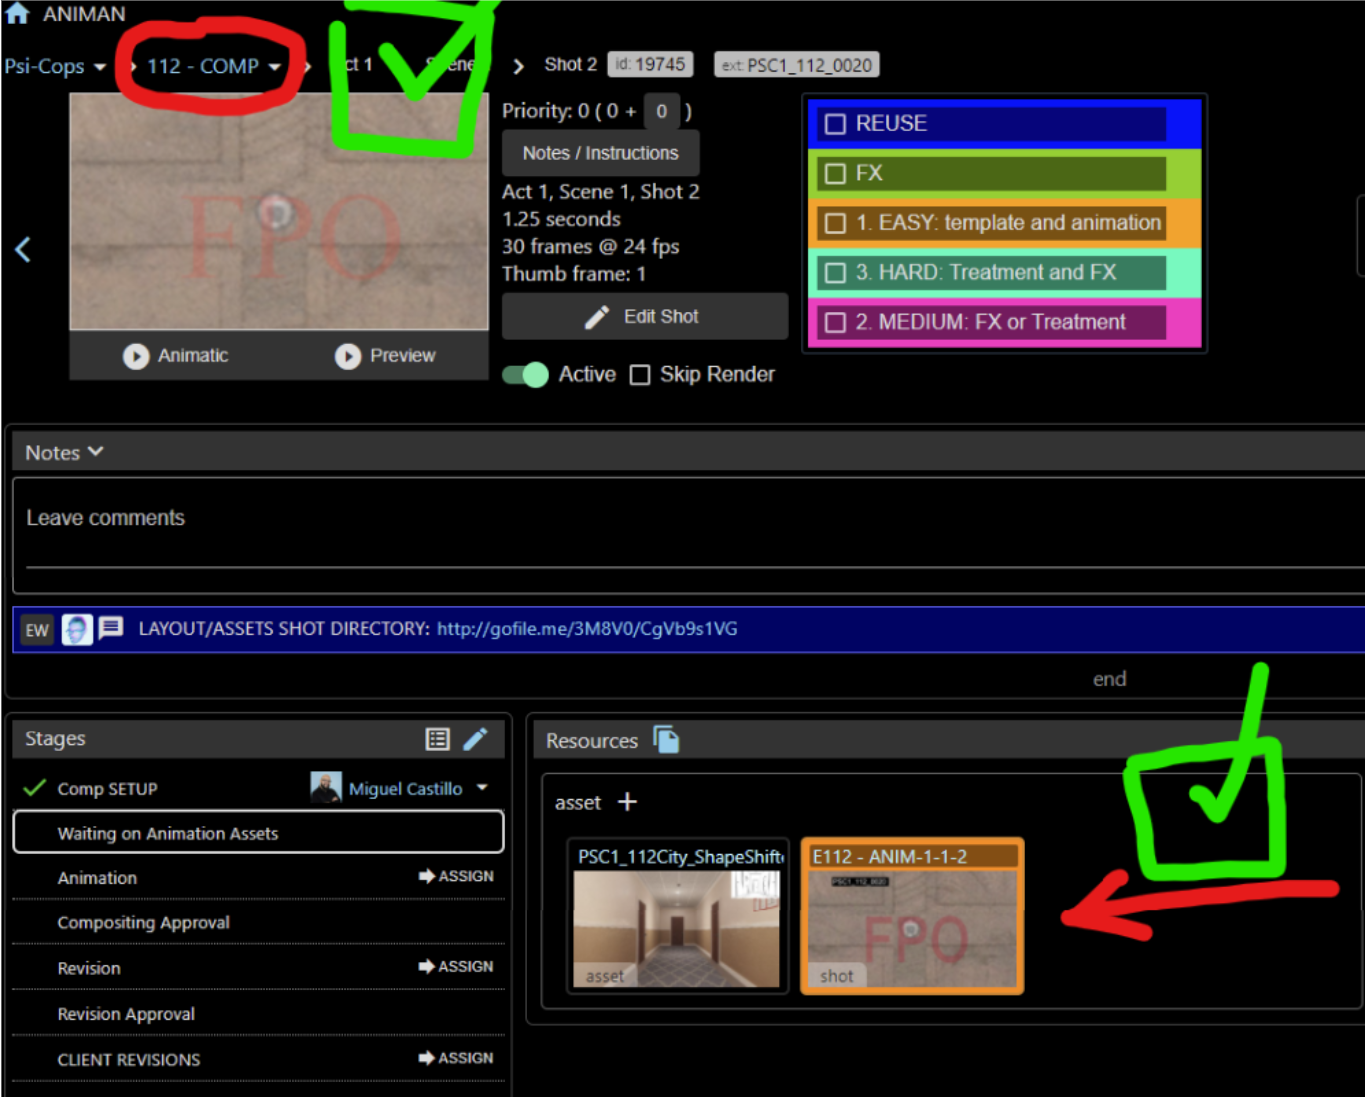 ANIMAN
Psi-Cops 112 - COMP ct 1 cene Shot 2 id: 19745 ext: PSC1_112_0020
FPO
Priority: 0 ( 0 + 0 )
Notes / Instructions
Act 1, Scene 1, Shot 2
1.25 seconds
30 frames @ 24 fps
Thumb frame: 1
Edit Shot
Animatic Preview
Active Skip Render
REUSE
FX
1. EASY: template and animation
3. HARD: Treatment and FX
2. MEDIUM: FX or Treatment
Notes
Leave comments
EW LAYOUT/ASSETS SHOT DIRECTORY: http://gofile.me/3M8V0/CgVb9s1VG
end
Stages
Comp SETUP Miguel Castillo
Waiting on Animation Assets
Animation ASSIGN
Compositing Approval
Revision ASSIGN
Revision Approval
CLIENT REVISIONS ASSIGN
Resources
asset +
PSC1_112City_ShapeShift
asset
E112 - ANIM-1-1-2
PSC1_112_0020
FPO
shot